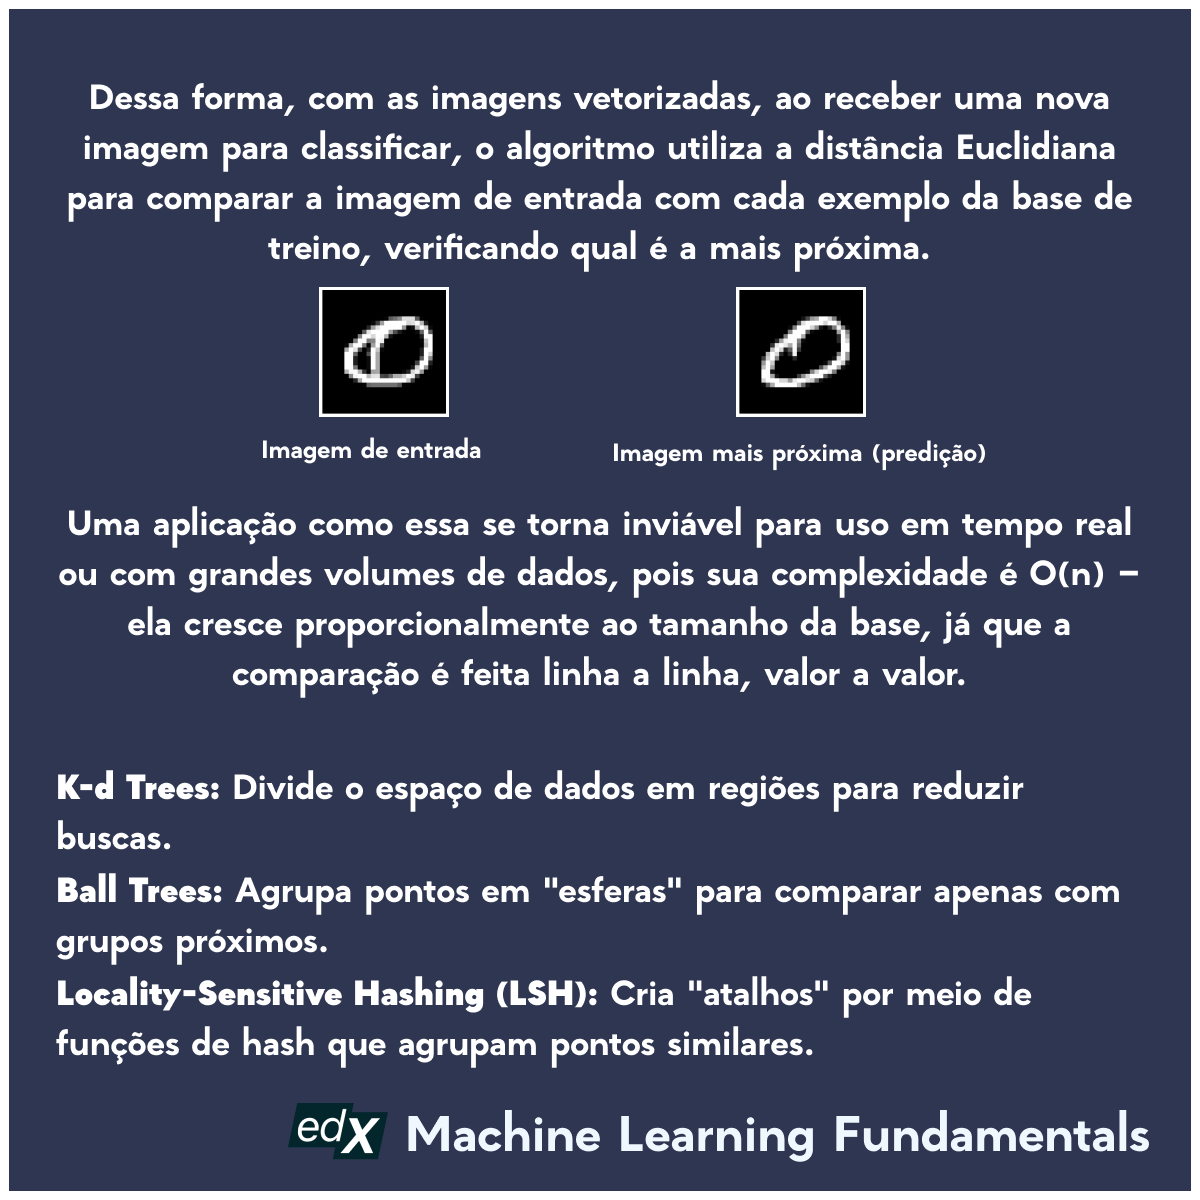 Dessa forma, com as imagens vetorizadas, ao receber uma nova
imagem para classificar, o algoritmo utiliza a distância Euclidiana
para comparar a imagem de entrada com cada exemplo da base de
treino, verificando qual é a mais próxima.
Imagem de entrada
Imagem mais próxima (predição)
Uma aplicação como essa se torna inviável para uso em tempo real
ou com grandes volumes de dados, pois sua complexidade é O(n) –
ela cresce proporcionalmente ao tamanho da base, já que a
comparação é feita linha a linha, valor a valor.
K-d Trees: Divide o espaço de dados em regiões para reduzir
buscas.
Ball Trees: Agrupa pontos em "esferas" para comparar apenas com
grupos próximos.
Locality-Sensitive Hashing (LSH): Cria "atalhos" por meio de
funções de hash que agrupam pontos similares.
edX Machine Learning Fundamentals